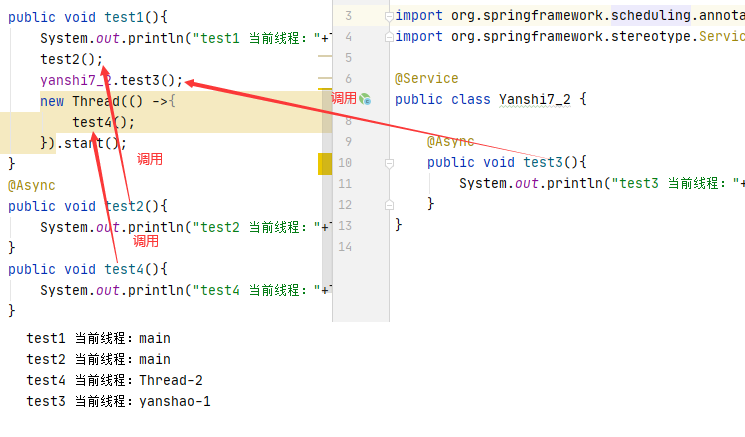 public void test1(){
System.out.println("test1 当前线程："+
test2();
yanshi7_2.test3();
new Thread(() ->{
test4();
}).start();
}
@Async
public void test2(){
System.out.println("test2 当前线程："+
}
public void test4(){
System.out.println("test4 当前线程："+
}
调用
调用
调用
3 import org.springframework.scheduling.annota
4 import org.springframework.stereotype.Servic
5
6 @Service
public class Yanshi7_2 {
8
@Async
10 public void test3(){
11 System.out.println("test3 当前线程："+
12 }
13 }
14
test1 当前线程：main
test2 当前线程：main
test4 当前线程：Thread-2
test3 当前线程：yanshao-1